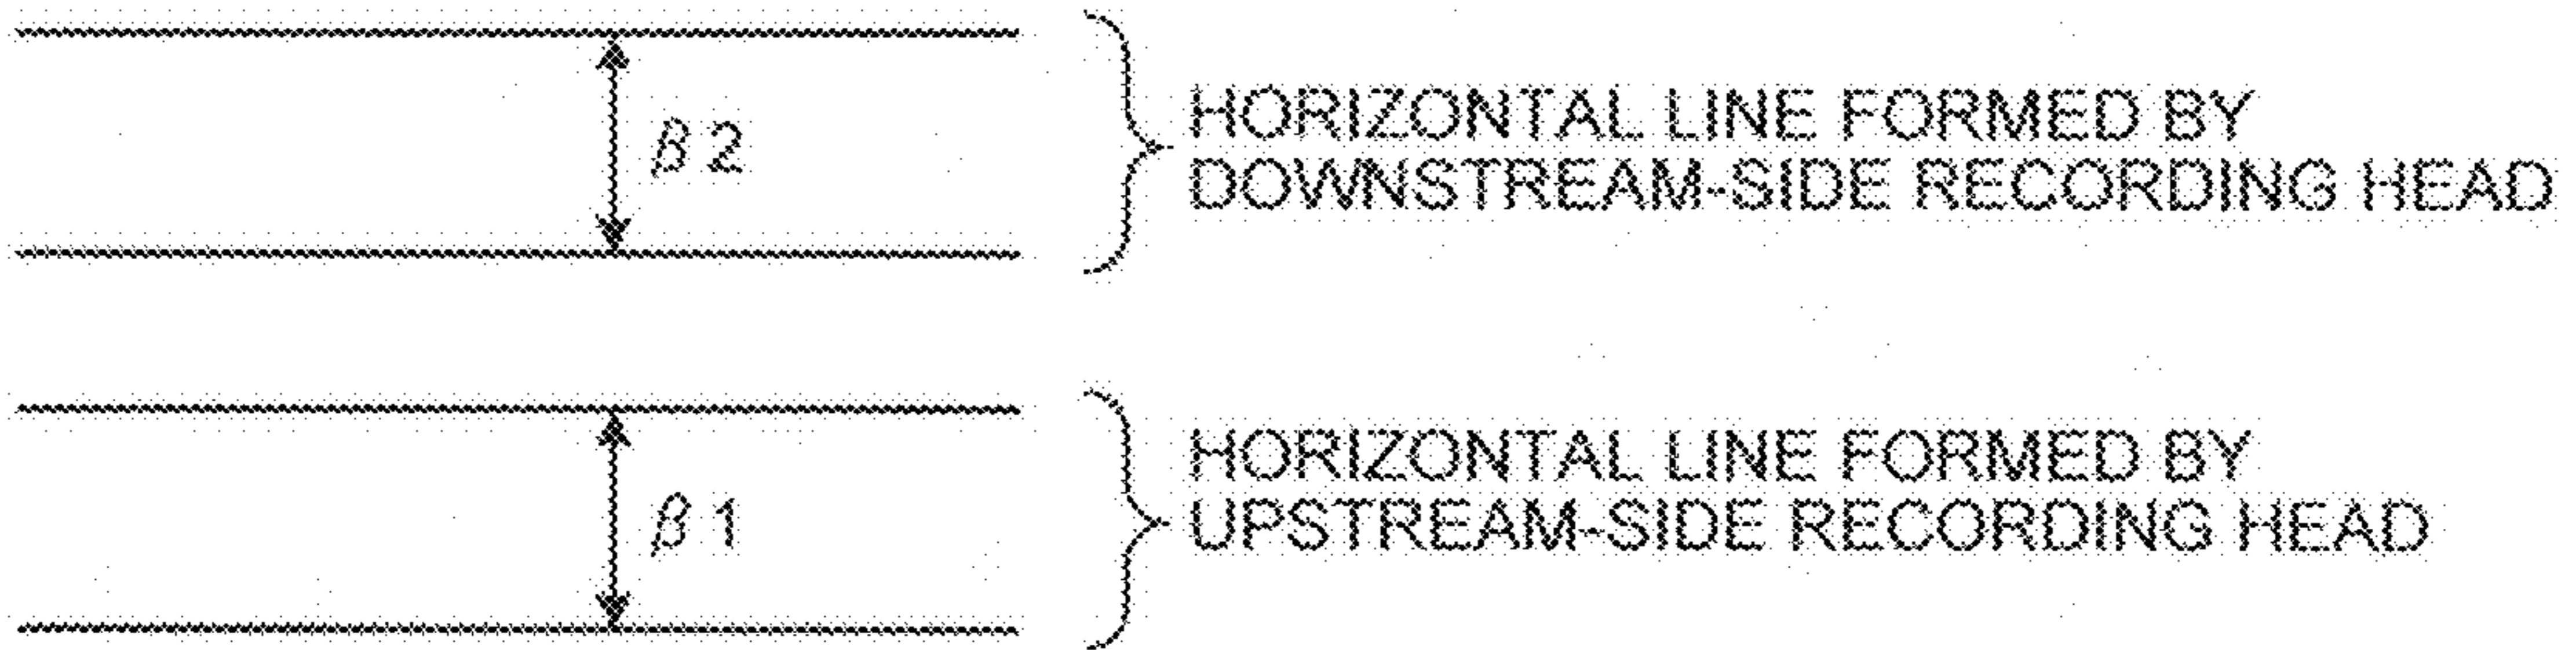 β2
HORIZONTAL LINE FORMED BY
DOWNSTREAM-SIDE RECORDING HEAD
β1
HORIZONTAL LINE FORMED BY
UPSTREAM-SIDE RECORDING HEAD